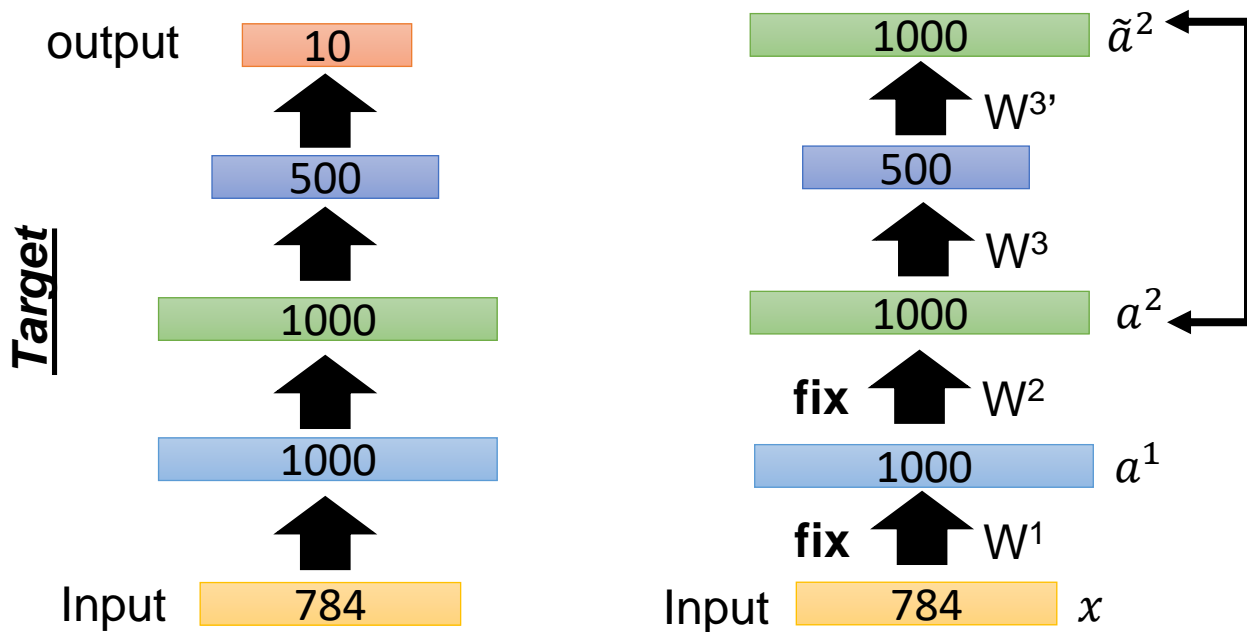 output
10
500
Target
1000
1000
Input
784
1000
ã²
W³’
500
W³
1000
a²
fix
W²
1000
a¹
fix
W¹
Input
784
x